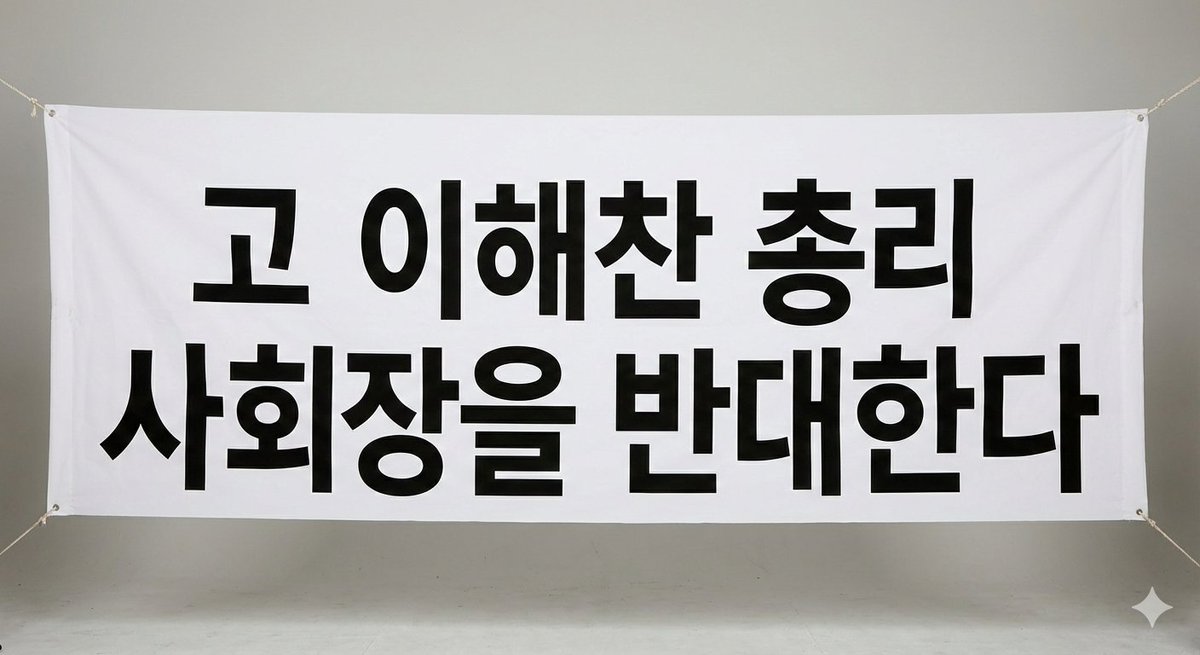 고 이해찬 총리
사회장을 반대한다